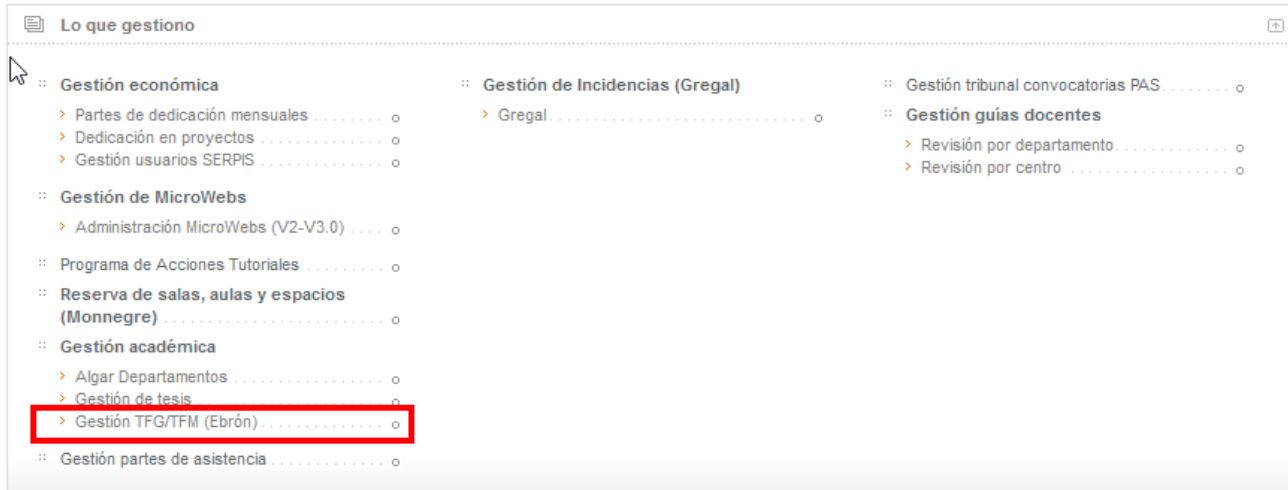 Lo que gestiono
Gestión económica
Partes de dedicación mensuales
Dedicación en proyectos
Gestión usuarios SERPIS
Gestión de MicroWebs
Administración MicroWebs (V2-V3.0)
Programa de Acciones Tutoriales
Reserva de salas, aulas y espacios
(Monnegre)
Gestión académica
Algar Departamentos
Gestión de tesis
Gestión TFG/TFM (Ebrón)
Gestión partes de asistencia
Gestión de Incidencias (Gregal)
Gregal
Gestión tribunal convocatorias PAS
Gestión guías docentes
Revisión por departamento
Revisión por centro